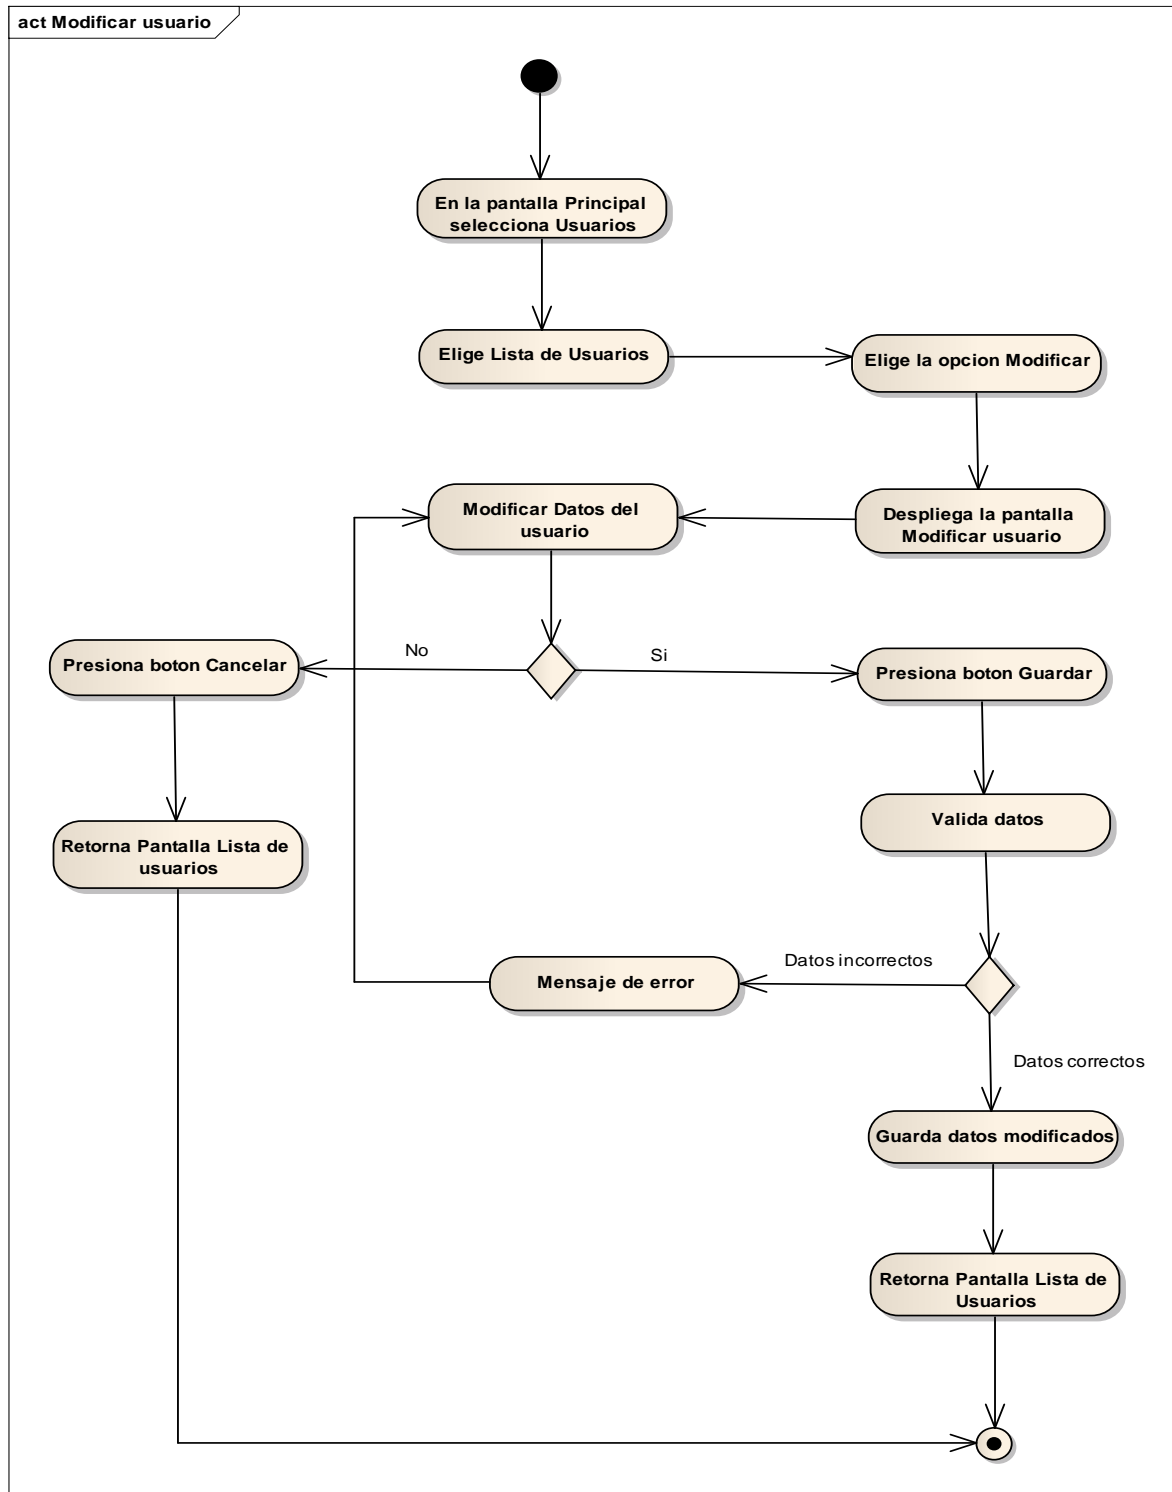 act Modificar usuario
En la pantalla Principal
selecciona Usuarios
Elige Lista de Usuarios
Elige la opcion Modificar
Modificar Datos del
usuario
Despliega la pantalla
Modificar usuario
No
Si
Presiona boton Cancelar
Presiona boton Guardar
Valida datos
Retorna Pantalla Lista de
usuarios
Datos incorrectos
Mensaje de error
Datos correctos
Guarda datos modificados
Retorna Pantalla Lista de
Usuarios